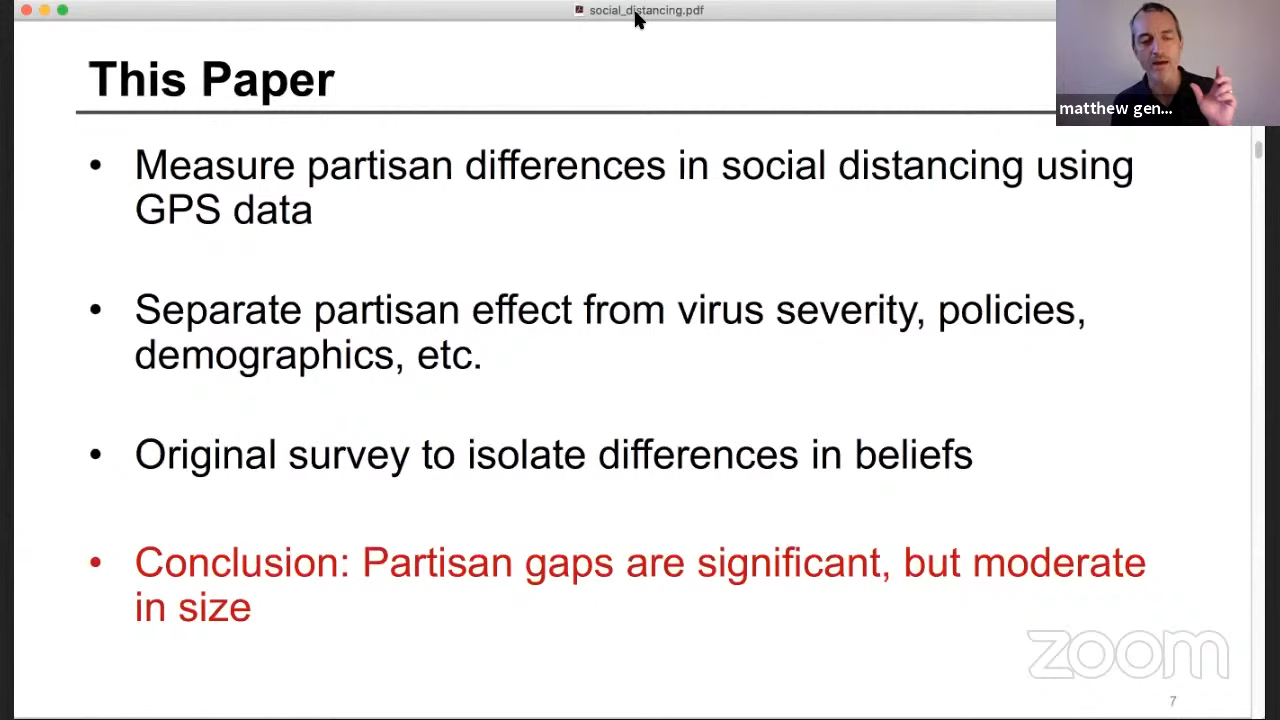 social_distancing.pdf
This Paper
matthew gen...
• Measure partisan differences in social distancing using
GPS data
• Separate partisan effect from virus severity, policies,
demographics, etc.
• Original survey to isolate differences in beliefs
• Conclusion: Partisan gaps are significant, but moderate
in size
zoom
7